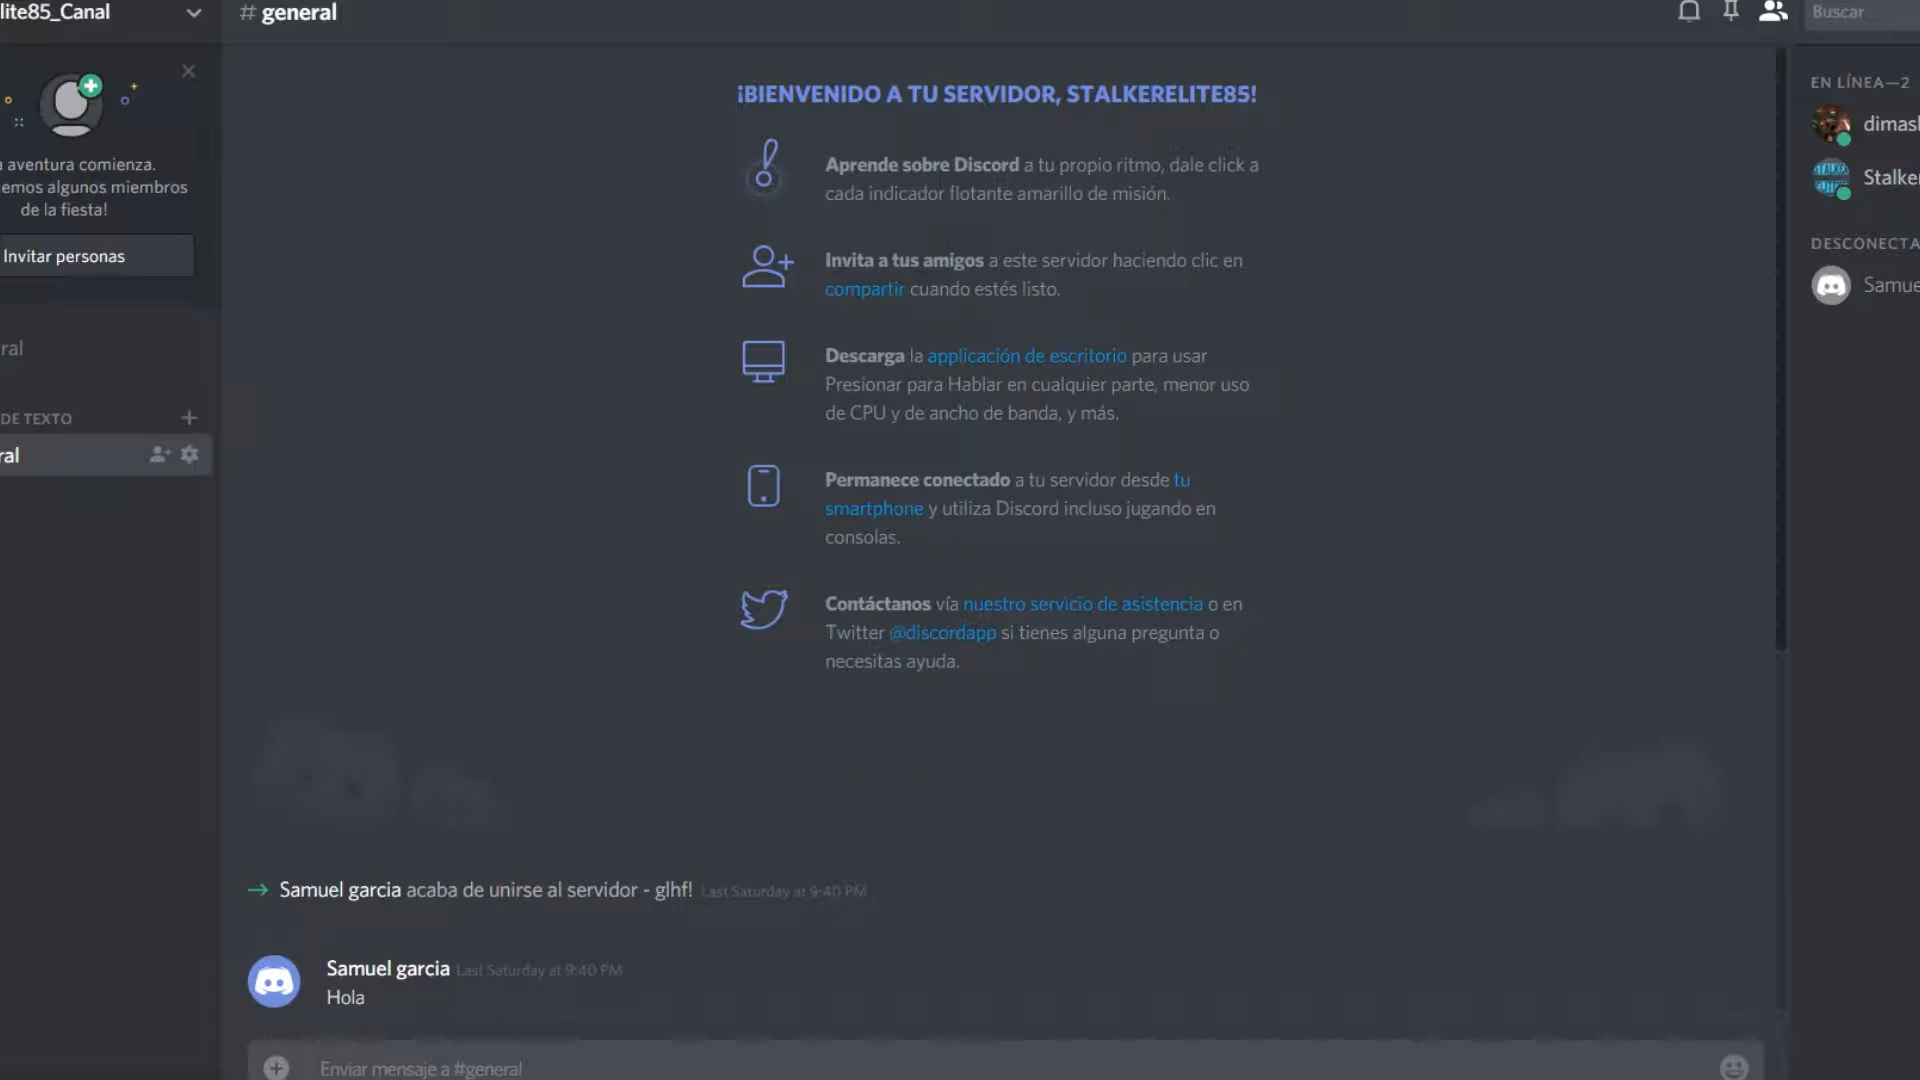 lite85_Canal
# general
Buscar
a aventura comienza.
emos algunos miembros
de la fiesta!
Invitar personas
ral
DE TEXTO
ral
¡BIENVENIDO A TU SERVIDOR, STALKERELITE85!
Aprende sobre Discord a tu propio ritmo, dale click a
cada indicador flotante amarillo de misión.
Invita a tus amigos a este servidor haciendo clic en
compartir cuando estés listo.
Descarga la applicación de escritorio para usar
Presionar para Hablar en cualquier parte, menor uso
de CPU y de ancho de banda, y más.
Permanece conectado a tu servidor desde tu
smartphone y utiliza Discord incluso jugando en
consolas.
Contáctanos vía nuestro servicio de asistencia o en
Twitter @discordapp si tienes alguna pregunta o
necesitas ayuda.
Samuel garcia acaba de unirse al servidor - glhf! Last Saturday at 9:40 PM
Samuel garcia Last Saturday at 9:40 PM
Hola
Enviar mensaje a #general
EN LÍNEA—2
dimasl
STALKER
ELITE
Stalker
DESCONECTA
Samue